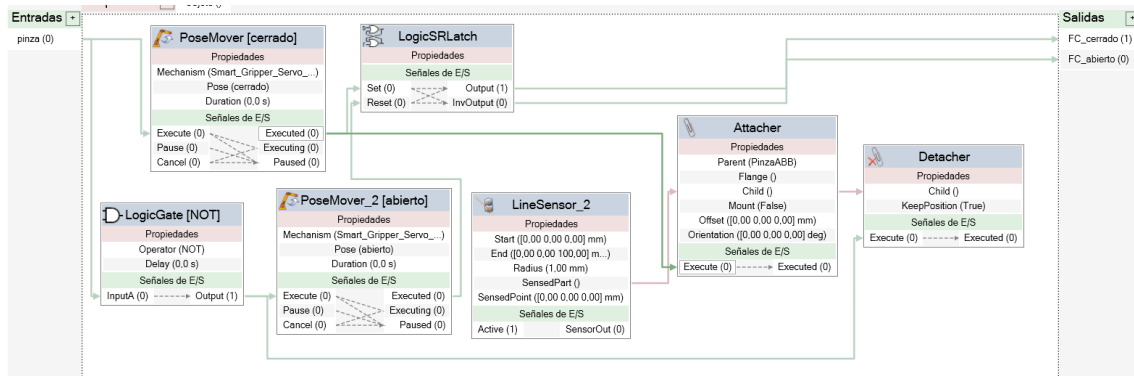 Entradas +
pinza (0)
PoseMover [cerrado]
Propiedades
Mechanism (Smart_Gripper_Servo_...)
Pose (cerrado)
Duration (0,0 s)
Señales de E/S
Execute (0) Executed (0)
Pause (0) Executing (0)
Cancel (0) Paused (0)
LogicSRLatch
Propiedades
Señales de E/S
Set (0) Output (1)
Reset (0) InvOutput (0)
LogicGate [NOT]
Propiedades
Operator (NOT)
Delay (0,0 s)
Señales de E/S
InputA (0) Output (1)
PoseMover_2 [abierto]
Propiedades
Mechanism (Smart_Gripper_Servo_...)
Pose (abierto)
Duration (0,0 s)
Señales de E/S
Execute (0) Executed (0)
Pause (0) Executing (0)
Cancel (0) Paused (0)
LineSensor_2
Propiedades
Start ([0,00 0,00 0,00] mm)
End ([0,00 0,00 100,00] m...)
Radius (1,00 mm)
SensedPart ()
SensedPoint ([0,00 0,00 0,00] mm)
Señales de E/S
Active (1) SensorOut (0)
Attacher
Propiedades
Parent (PinzaABB)
Flange ()
Child ()
Mount (False)
Offset ([0,00 0,00 0,00] mm)
Orientation ([0,00 0,00 0,00] deg)
Señales de E/S
Execute (0) Executed (0)
Detacher
Propiedades
Child ()
KeepPosition (True)
Señales de E/S
Execute (0) Executed (0)
Salidas
FC_cerrado (1)
FC_abierto (0)